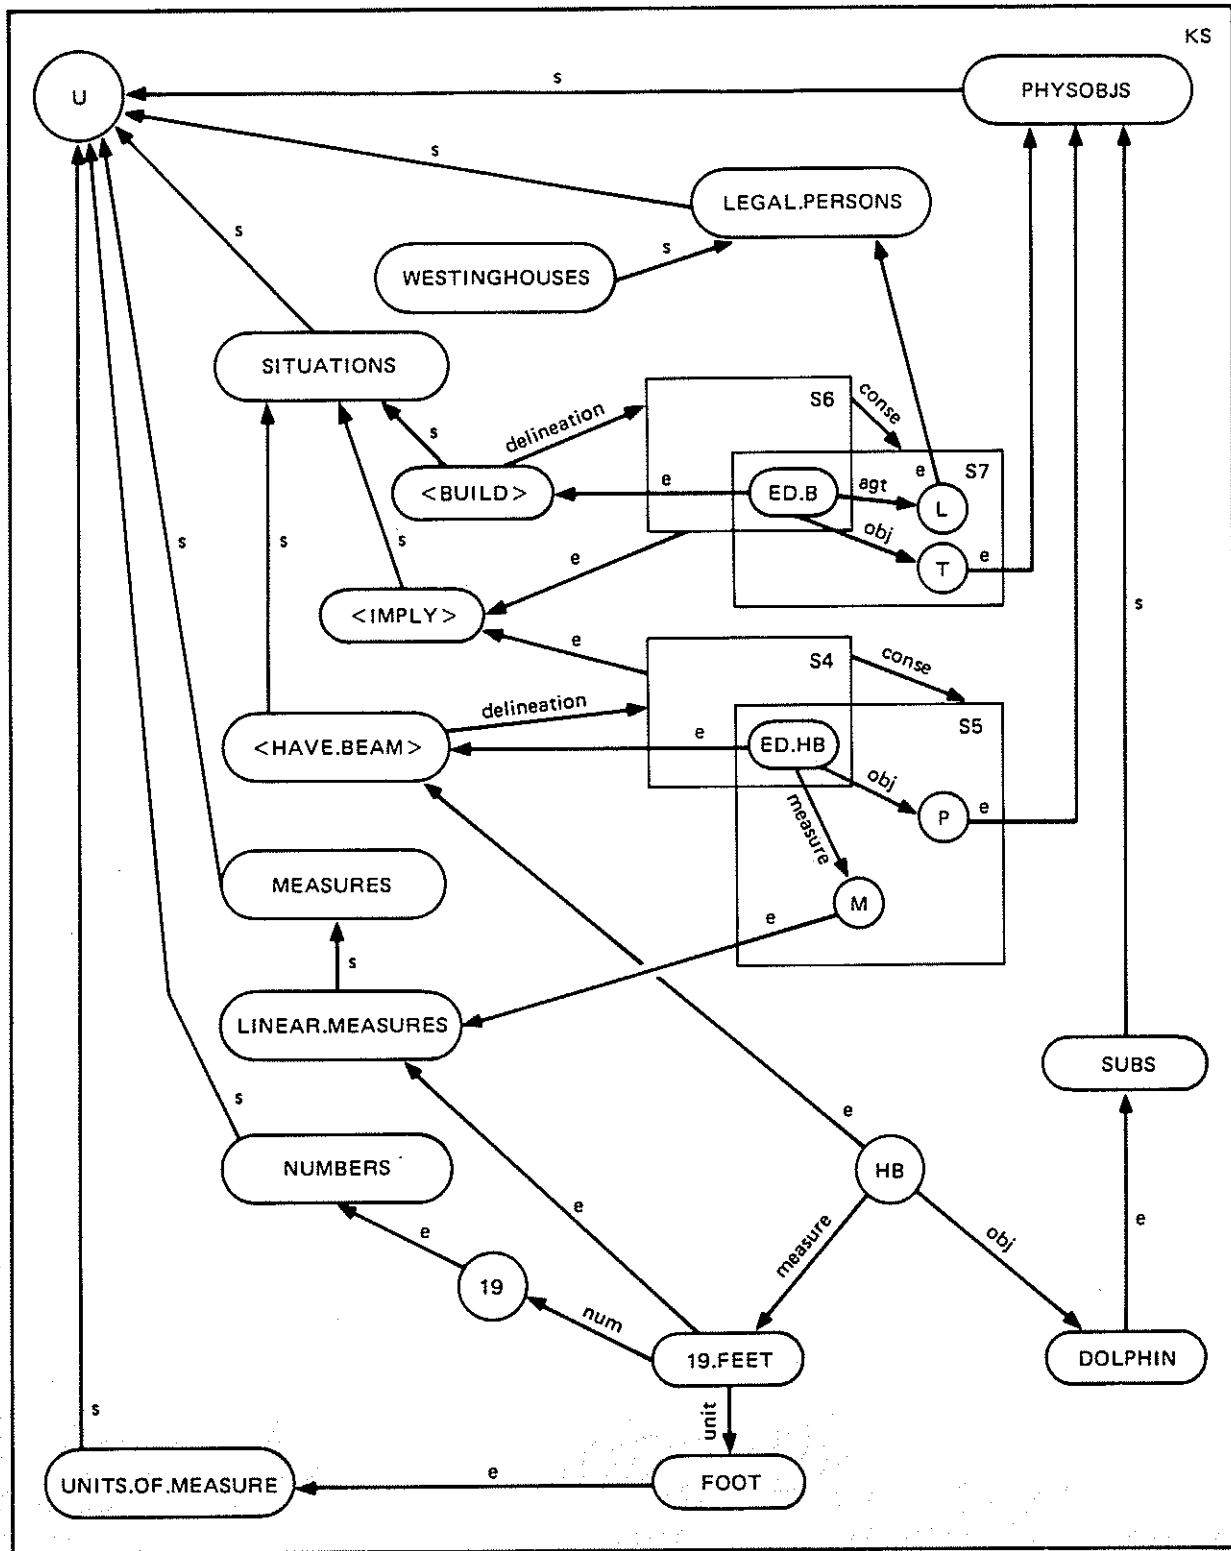 KS
U
s
PHYSOBJS
s
LEGAL.PERSONS
s
WESTINGHOUSES
s
SITUATIONS
S6
conse
delineation
s
<BUILD>
e
ED.B
agt
e
S7
L
obj
T
e
s
s
s
e
<IMPLY>
s
e
S4
conse
delineation
S5
<HAVE.BEAM>
e
ED.HB
obj
measure
P
e
MEASURES
M
e
s
LINEAR.MEASURES
SUBS
s
e
NUMBERS
HB
e
e
measure
obj
e
19
num
19.FEET
DOLPHIN
s
unit
UNITS.OF.MEASURE
e
FOOT